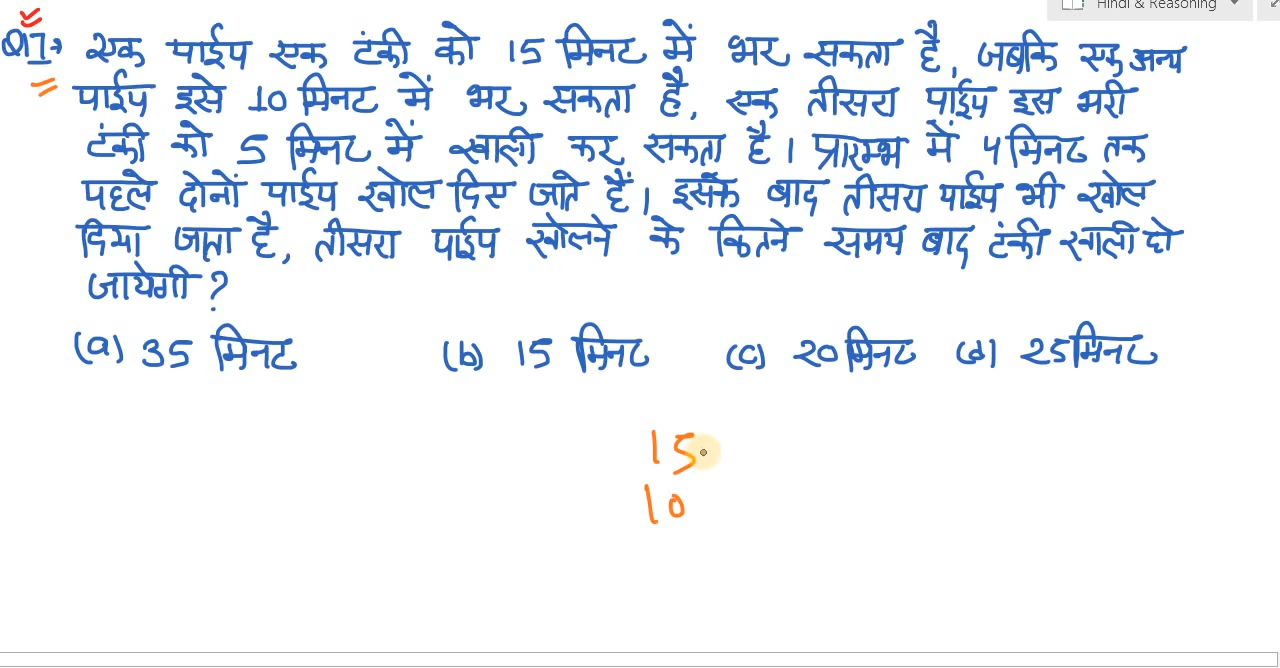 Hindi & Reasoning
Q17→ एक पाईप एक टंकी को 15 मिनट में भर सकता है, जबकि एक अन्य
पाईप इसे 10 मिनट में भर सकता है, एक तीसरा पाईप इस भरी
टंकी को 5 मिनट में खाली कर सकता है। प्रारम्भ में 4 मिनट तक
पहले दोनों पाईप खोल दिए जाते हैं। इसके बाद तीसरा पाईप भी खोल
दिया जाता है, तीसरा पाईप खोलने के कितने समय बाद टंकी खाली हो
जायेगी?
(a) 35 मिनट (b) 15 मिनट (c) 20 मिनट (d) 25 मिनट
15
10